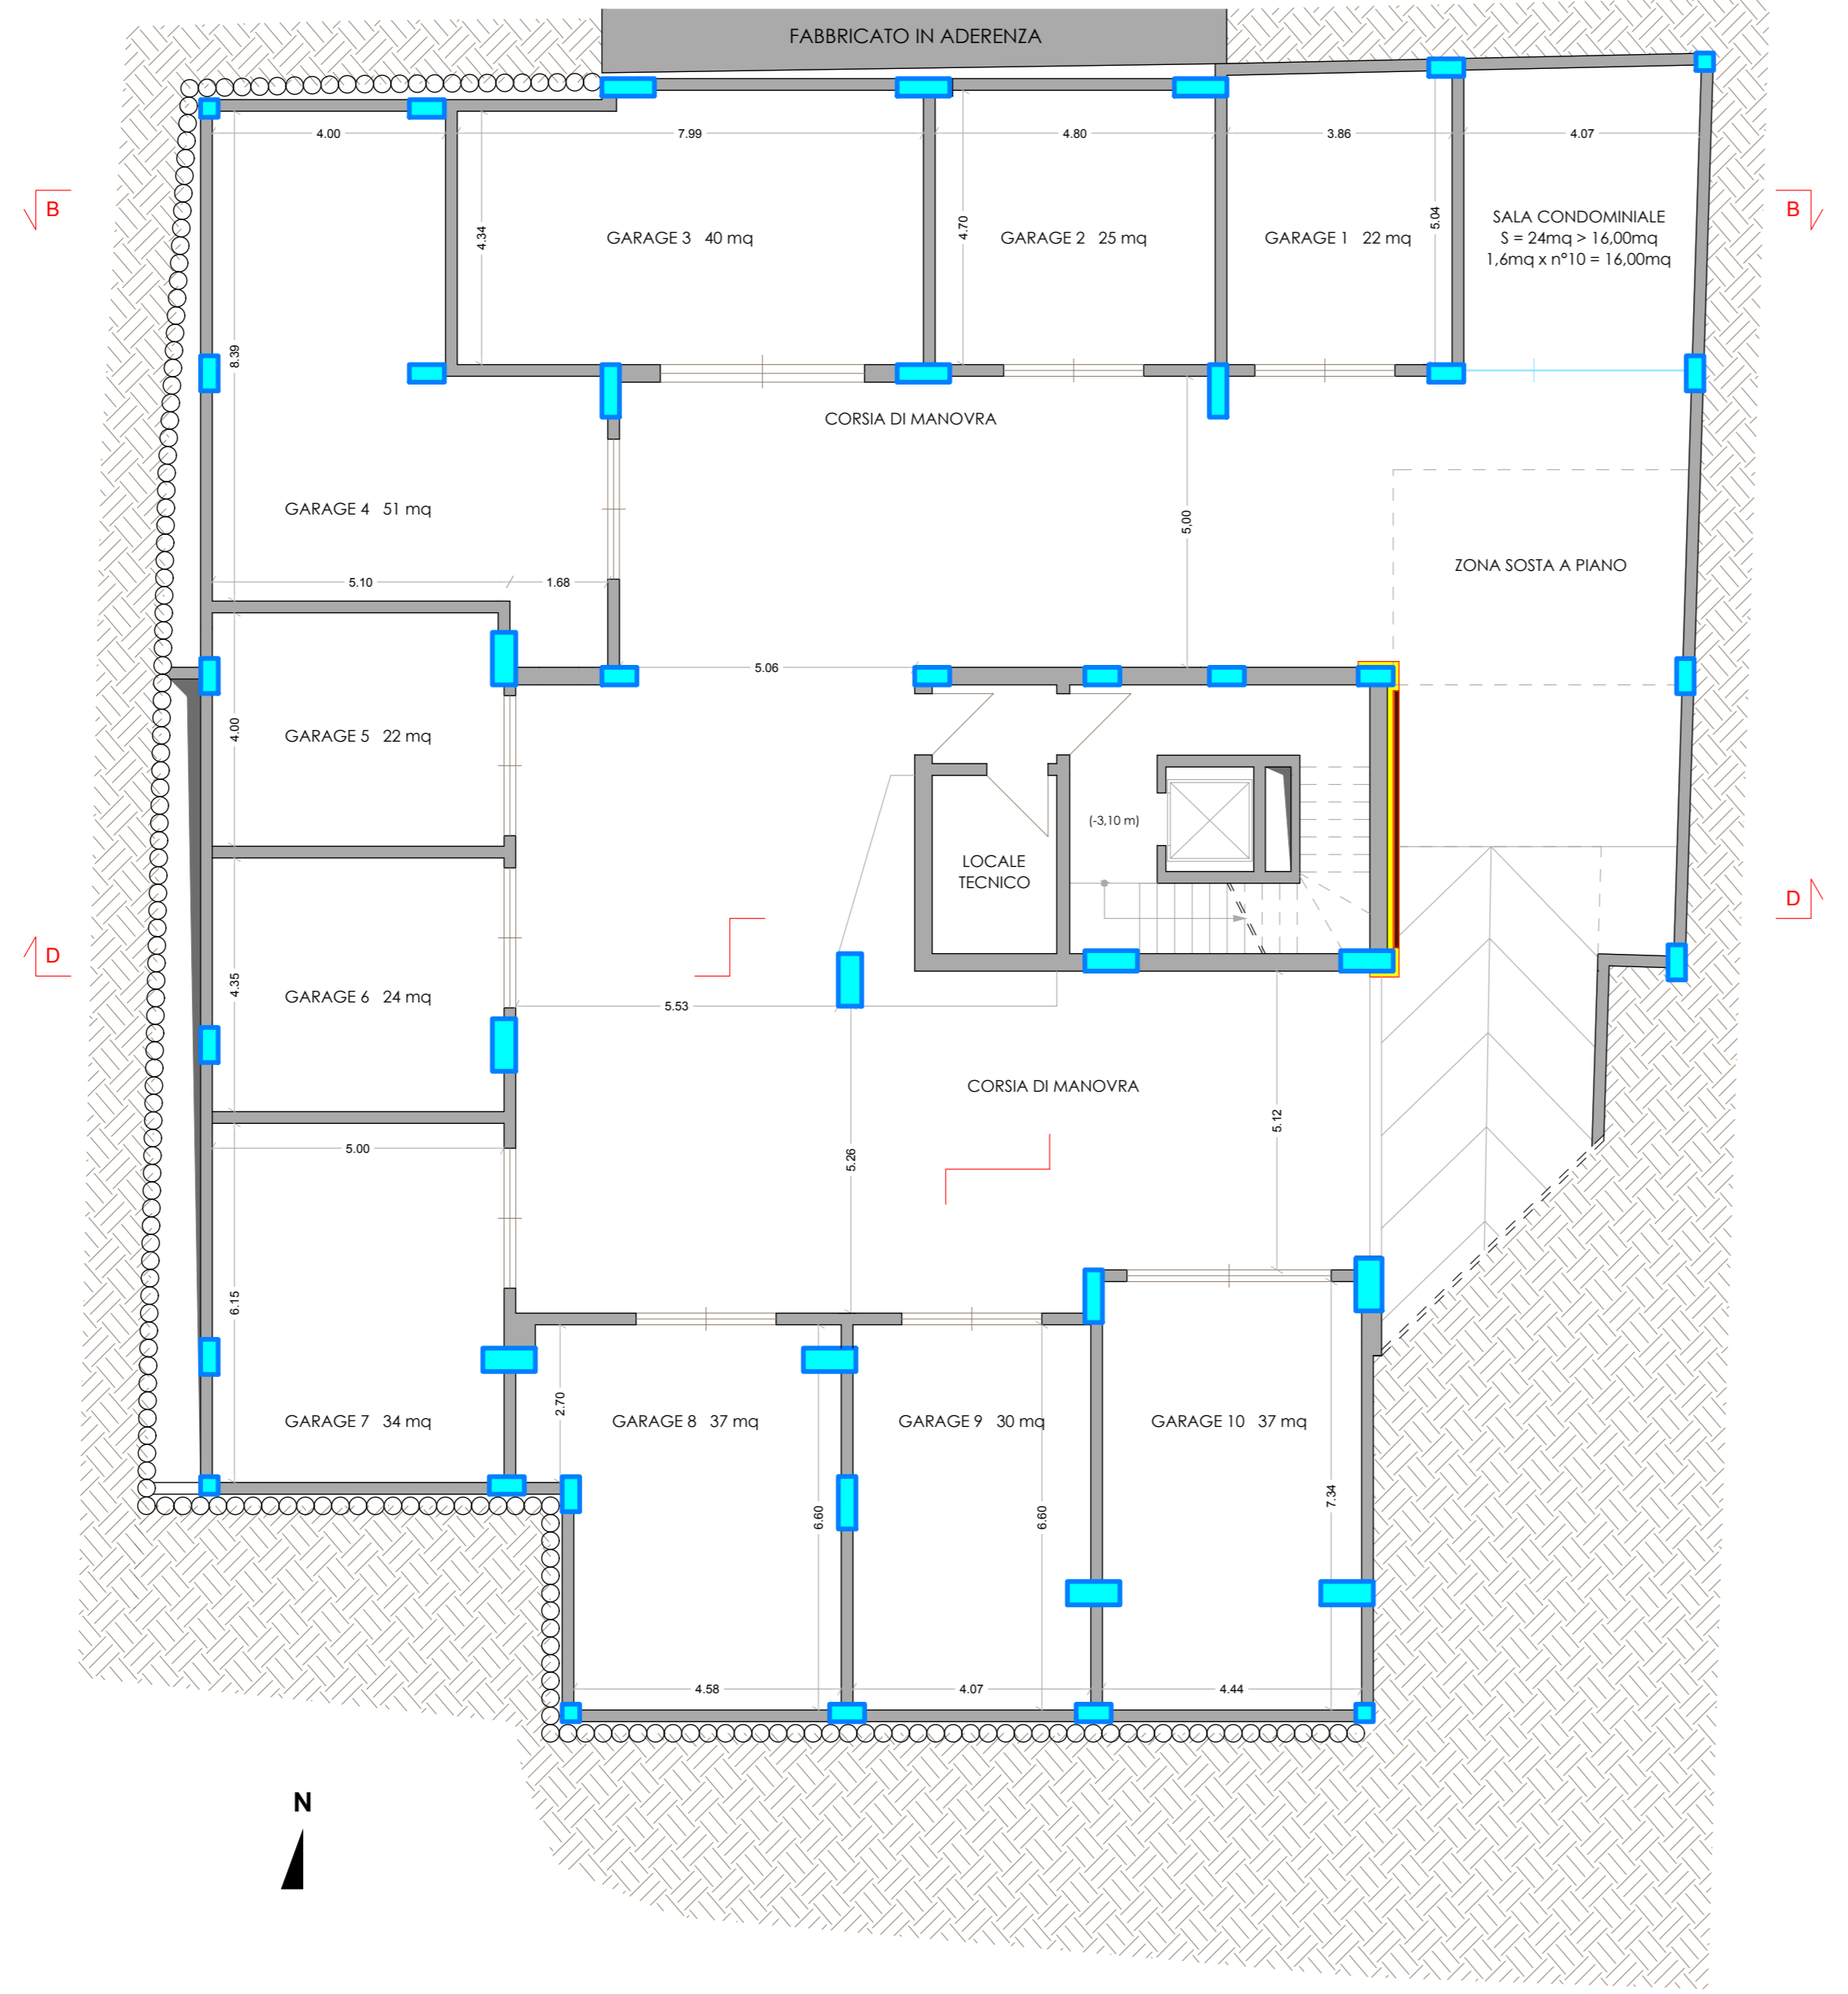 FABBRICATO IN ADERENZA
4.00
7.99
4.80
3.86
4.07
B
B
4.34
4.70
5.04
GARAGE 3 40 mq
GARAGE 2 25 mq
GARAGE 1 22 mq
SALA CONDOMINIALE
S = 24mq > 16,00mq
1,6mq x n°10 = 16,00mq
8.39
CORSIA DI MANOVRA
GARAGE 4 51 mq
5,00
ZONA SOSTA A PIANO
5.10
1.68
5.06
4.00
GARAGE 5 22 mq
(-3,10 m)
LOCALE
TECNICO
D
D
4.35
GARAGE 6 24 mq
5.53
CORSIA DI MANOVRA
5.12
5.00
5.26
6.15
2.70
GARAGE 7 34 mq
GARAGE 8 37 mq
GARAGE 9 30 mq
GARAGE 10 37 mq
6.60
6.60
7.34
4.58
4.07
4.44
N